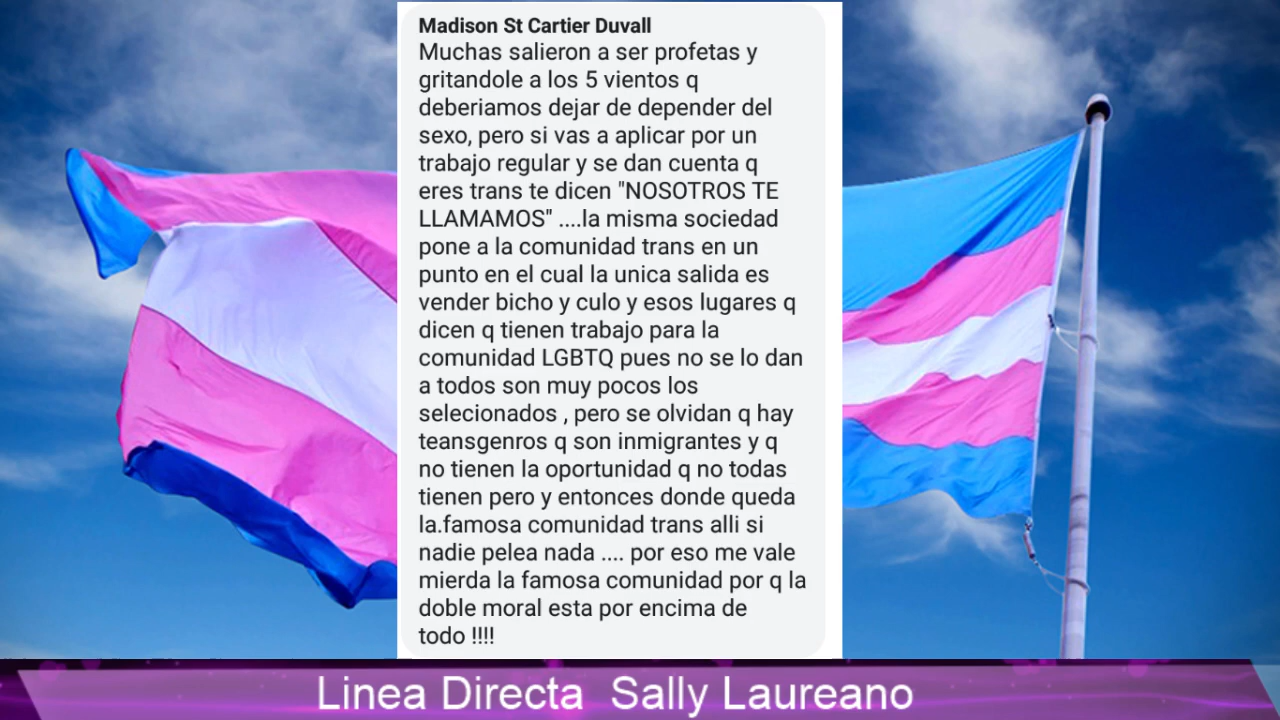 Madison St Cartier Duvall
Muchas salieron a ser profetas y
gritandole a los 5 vientos q
deberiamos dejar de depender del
sexo, pero si vas a aplicar por un
trabajo regular y se dan cuenta q
eres trans te dicen "NOSOTROS TE
LLAMAMOS" ....la misma sociedad
pone a la comunidad trans en un
punto en el cual la unica salida es
vender bicho y culo y esos lugares q
dicen q tienen trabajo para la
comunidad LGBTQ pues no se lo dan
a todos son muy pocos los
selecionados , pero se olvidan q hay
teansgenros q son inmigrantes y q
no tienen la oportunidad q no todas
tienen pero y entonces donde queda
la.famosa comunidad trans alli si
nadie pelea nada .... por eso me vale
mierda la famosa comunidad por q la
doble moral esta por encima de
todo !!!!
Linea Directa Sally Laureano